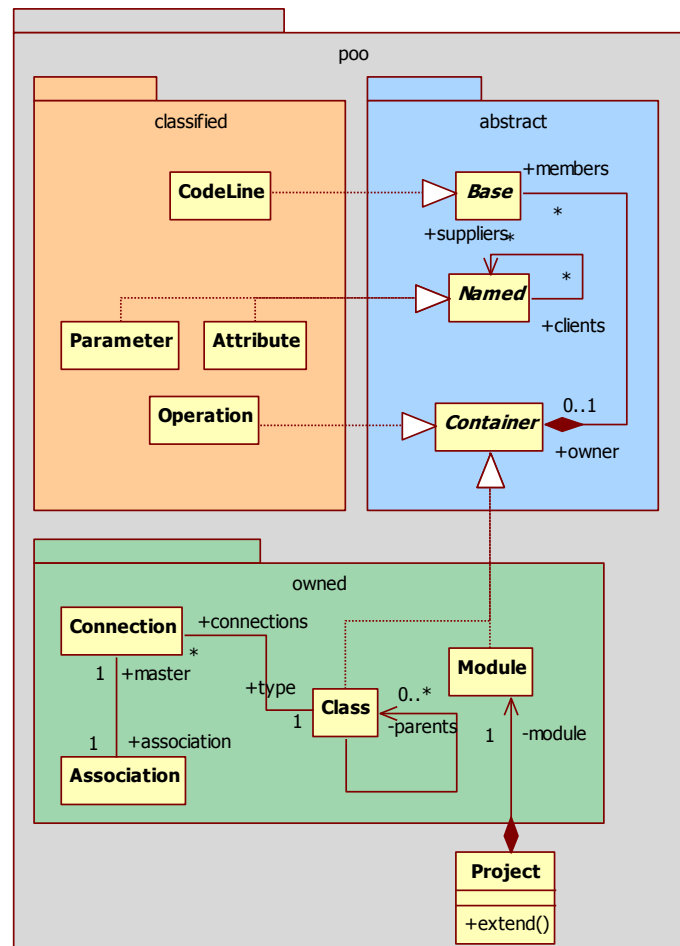 poo
classified
abstract
+members
CodeLine
Base
*
+suppliers
*
*
Named
+clients
Parameter
Attribute
Operation
Container
0..1
+owner
owned
Connection
+connections
*
1
+master
+type
1
Class
0..*
-parents
Module
1
-module
1
+association
Association
Project
+extend()